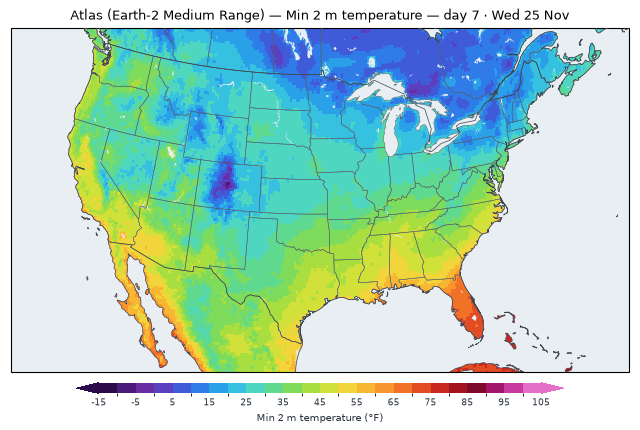 Atlas (Earth-2 Medium Range) — Min 2 m temperature — day 7 · Wed 25 Nov
-15 -5 5 15 25 35 45 55 65 75 85 95 105
Min 2 m temperature (°F)